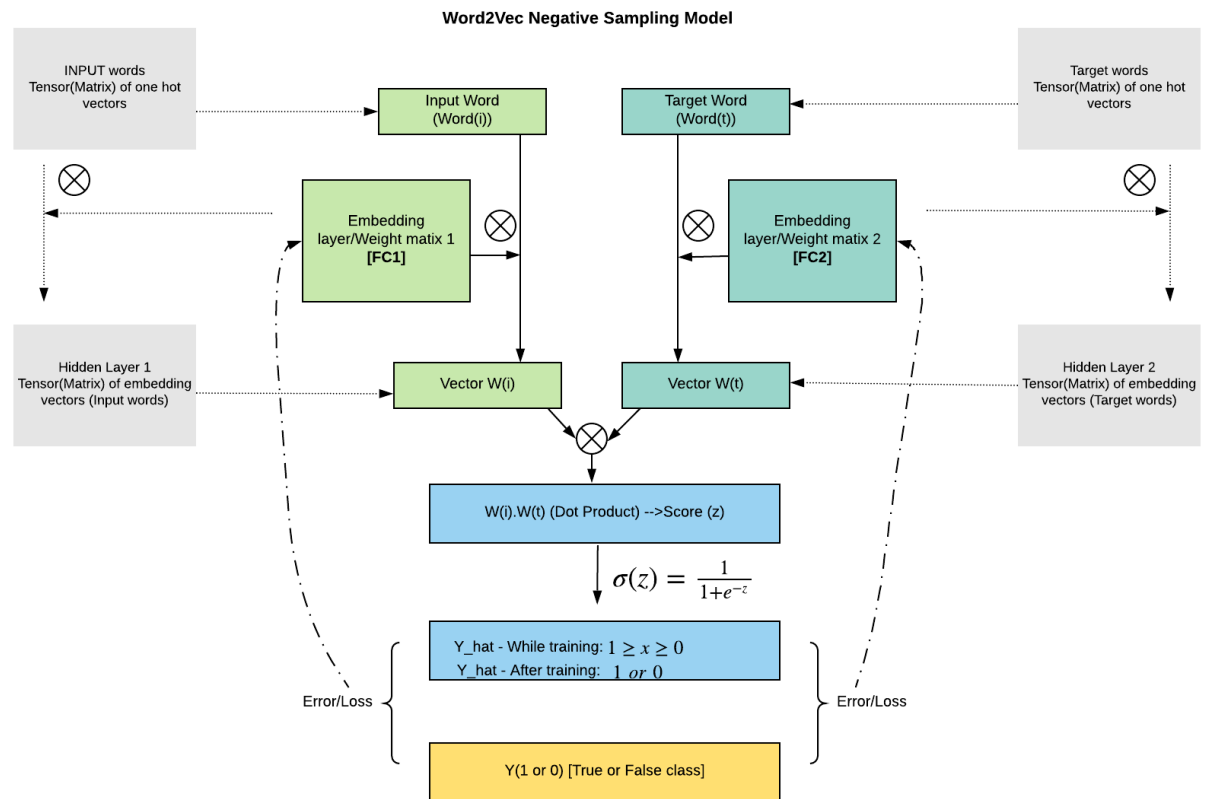 Word2Vec Negative Sampling Model
INPUT words
Tensor(Matrix) of one hot
vectors
Input Word
(Word(i))
Target Word
(Word(t))
Target words
Tensor(Matrix) of one hot
vectors
Embedding
layer/Weight matix 1
[FC1]
Embedding
layer/Weight matix 2
[FC2]
Hidden Layer 1
Tensor(Matrix) of embedding
vectors (Input words)
Vector W(i)
Vector W(t)
Hidden Layer 2
Tensor(Matrix) of embedding
vectors (Target words)
W(i).W(t) (Dot Product) -->Score (z)
σ(z) = 1/(1+e^{-z})
Y_hat - While training: 1 ≥ x ≥ 0
Y_hat - After training: 1 or 0
Error/Loss
Error/Loss
Y(1 or 0) [True or False class]